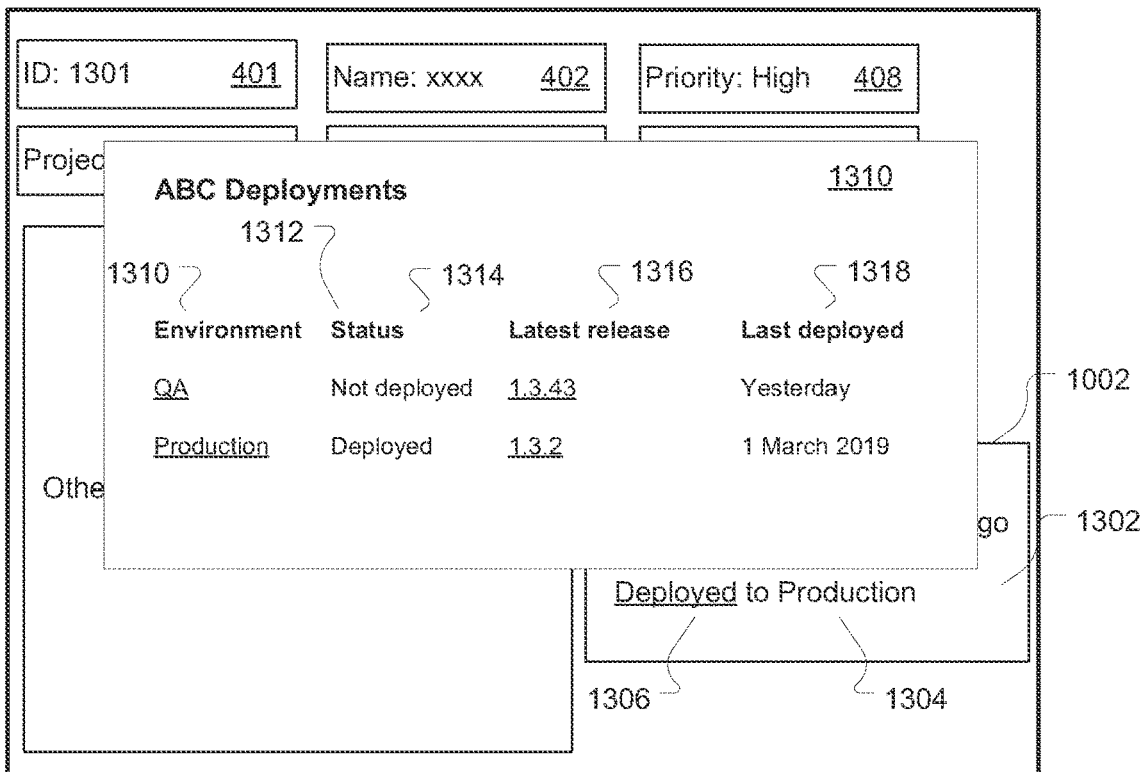 ID: 1301 401 Name: xxxx 402 Priority: High 408
Projec
ABC Deployments 1310
1312
1310 1314 1316 1318
Environment Status Latest release Last deployed
QA Not deployed 1.3.43 Yesterday
1002
Production Deployed 1.3.2 1 March 2019
Othe
go 1302
Deployed to Production
1306 1304